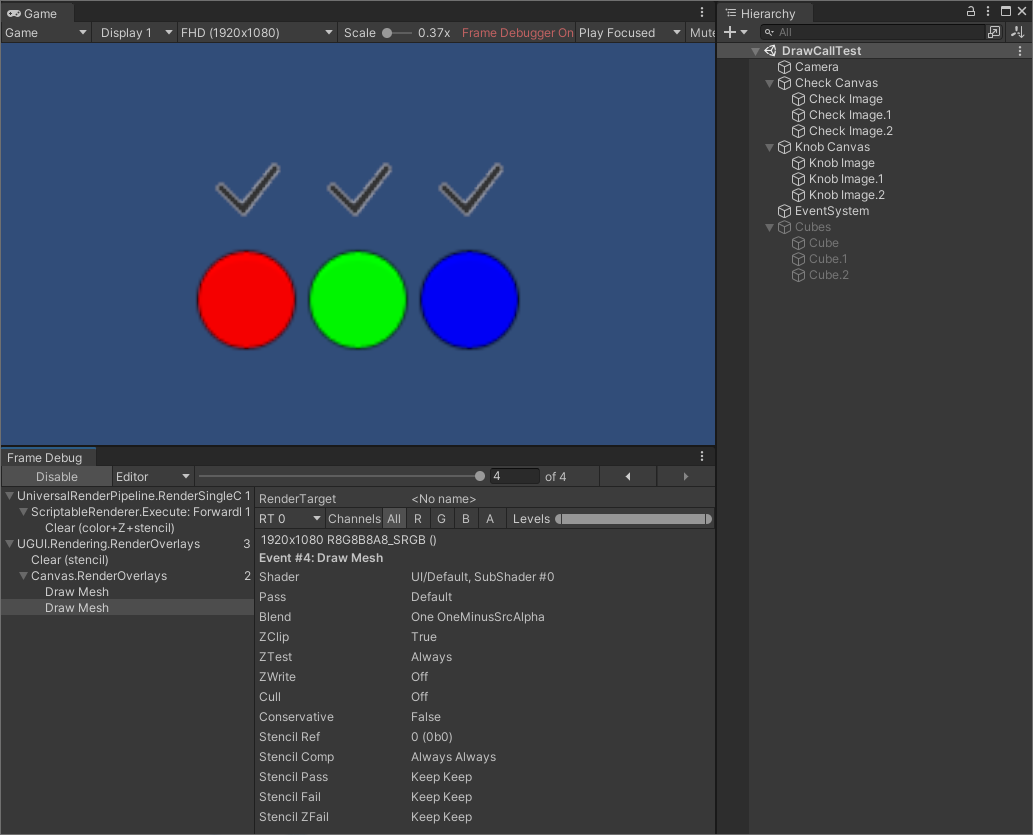 Game
Game Display 1 FHD (1920x1080) Scale 0.37x Frame Debugger On Play Focused Mute
Frame Debug
Disable Editor 4 of 4
UniversalRenderPipeline.RenderSingleC 1
ScriptableRenderer.Execute: Forwardl 1
Clear (color+Z+stencil)
UGUI.Rendering.RenderOverlays 3
Clear (stencil)
Canvas.RenderOverlays 2
Draw Mesh
Draw Mesh
RenderTarget <No name>
RT 0 Channels All R G B A Levels
1920x1080 R8G8B8A8_SRGB ()
Event #4: Draw Mesh
Shader UI/Default, SubShader #0
Pass Default
Blend One OneMinusSrcAlpha
ZClip True
ZTest Always
ZWrite Off
Cull Off
Conservative False
Stencil Ref 0 (0b0)
Stencil Comp Always Always
Stencil Pass Keep Keep
Stencil Fail Keep Keep
Stencil ZFail Keep Keep
Hierarchy
All
DrawCallTest
Camera
Check Canvas
Check Image
Check Image.1
Check Image.2
Knob Canvas
Knob Image
Knob Image.1
Knob Image.2
EventSystem
Cubes
Cube
Cube.1
Cube.2